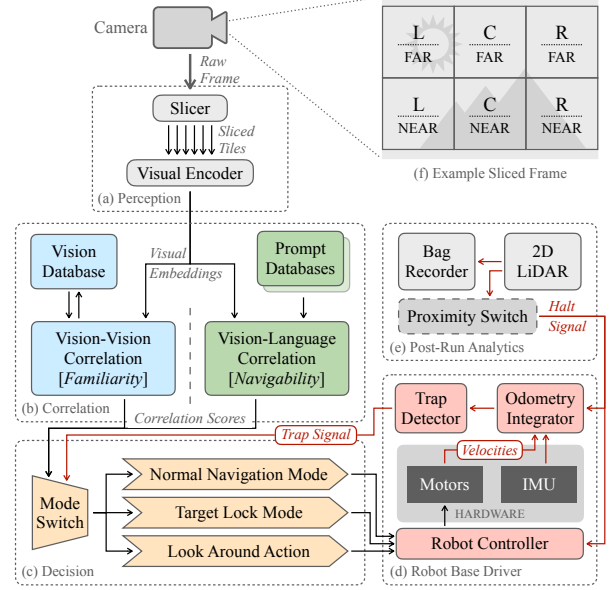 Camera
Raw
Frame
Slicer
Sliced
Tiles
Visual Encoder
(a) Perception
L
FAR
C
FAR
R
FAR
L
NEAR
C
NEAR
R
NEAR
(f) Example Sliced Frame
Vision
Database
Visual
Embeddings
Prompt
Databases
Vision-Vision
Correlation
[Familiarity]
Vision-Language
Correlation
[Navigability]
(b) Correlation
Correlation Scores
Bag
Recorder
2D
LiDAR
Proximity Switch
Halt
Signal
(e) Post-Run Analytics
Trap
Detector
Odometry
Integrator
Trap Signal
Velocities
Motors
IMU
HARDWARE
Robot Controller
(d) Robot Base Driver
Mode
Switch
Normal Navigation Mode
Target Lock Mode
Look Around Action
(c) Decision